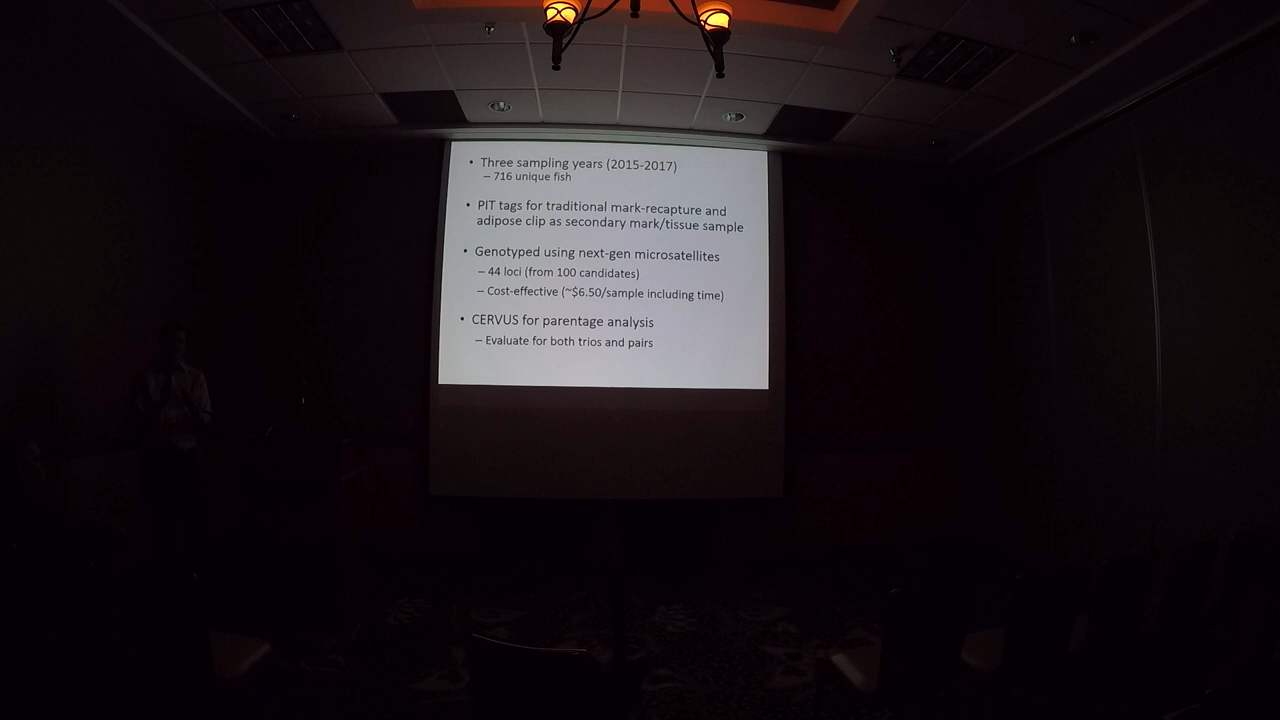 • Three sampling years (2015-2017)
– 716 unique fish
• PIT tags for traditional mark-recapture and
adipose clip as secondary mark/tissue sample
• Genotyped using next-gen microsatellites
– 44 loci (from 100 candidates)
– Cost-effective (~$6.50/sample including time)
• CERVUS for parentage analysis
– Evaluate for both trios and pairs